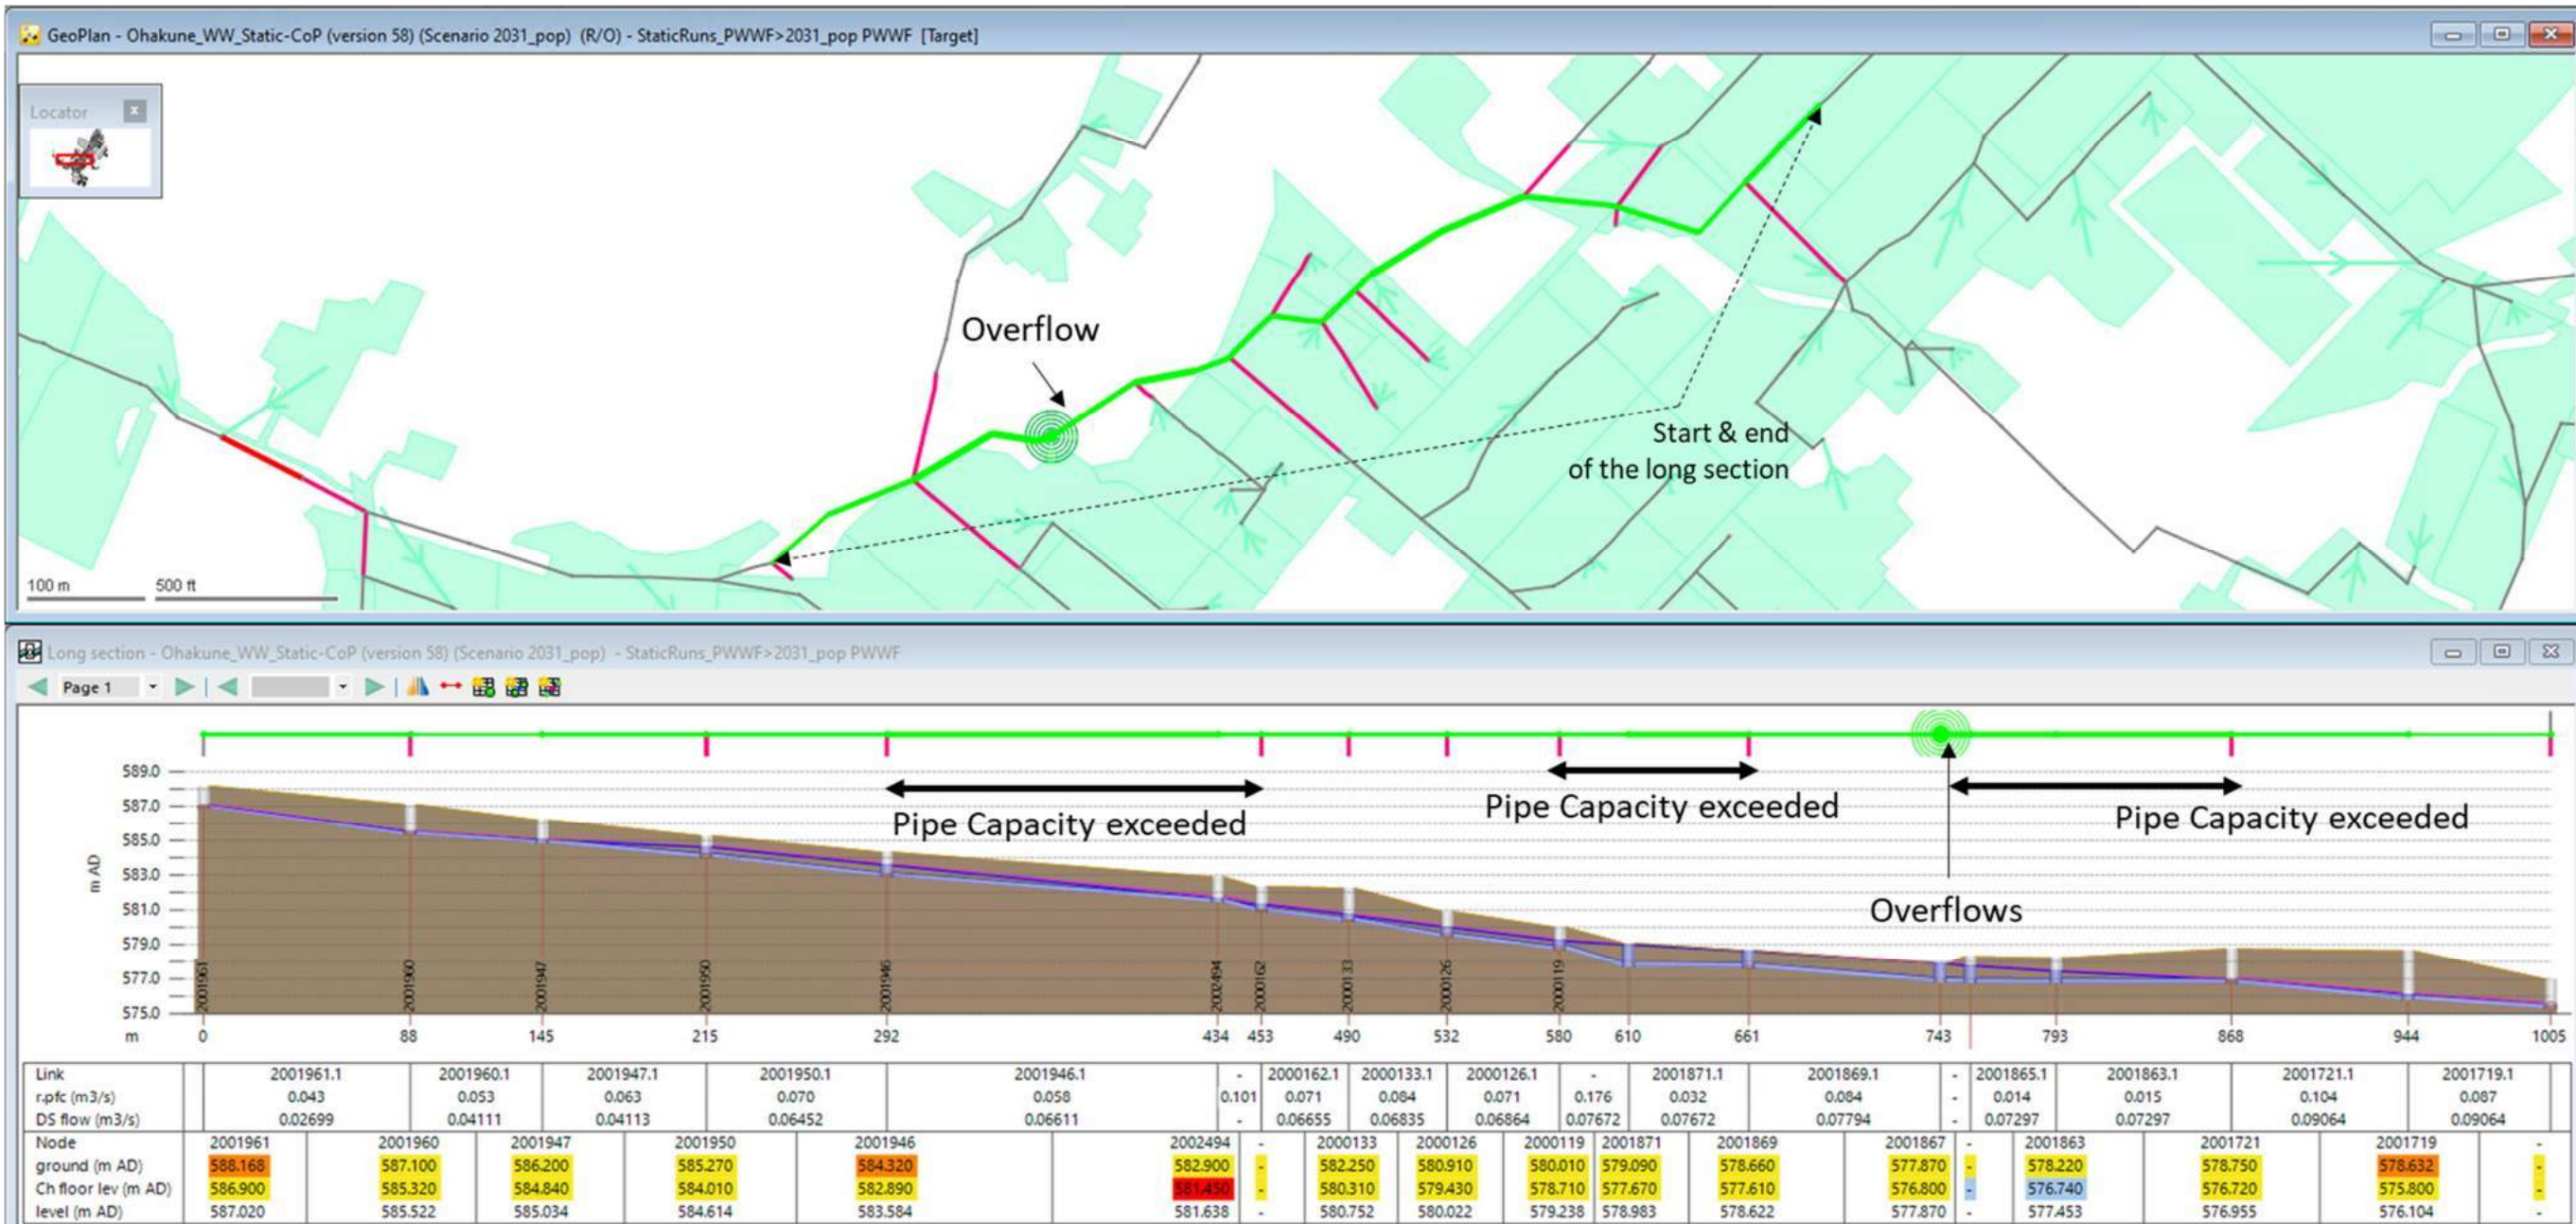 GeoPlan - Ohakune_WW_Static-CoP (version 58) (Scenario 2031_pop) (R/O) - StaticRuns_PWWF>2031_pop PWWF [Target]
Locator
Overflow
Start & end
of the long section
100 m 500 ft
Long section - Ohakune_WW_Static-CoP (version 58) (Scenario 2031_pop) - StaticRuns_PWWF>2031_pop PWWF
Page 1
589.0
587.0
585.0
583.0
581.0
579.0
577.0
575.0
m AD
Pipe Capacity exceeded
Pipe Capacity exceeded
Pipe Capacity exceeded
Overflows
2001961 2001960 2001947 2001950 2001946 2002494 2000162 2000133 2000126 2000119
m 0 88 145 215 292 434 453 490 532 580 610 661 743 793 868 944 1005
Link 2001961.1 2001960.1 2001947.1 2001950.1 2001946.1 - 2000162.1 2000133.1 2000126.1 - 2001871.1 2001869.1 - 2001865.1 2001863.1 2001721.1 2001719.1
r.pfc (m3/s) 0.043 0.053 0.063 0.070 0.058 0.101 0.071 0.084 0.071 0.176 0.032 0.084 - 0.014 0.015 0.104 0.087
DS flow (m3/s) 0.02699 0.04111 0.04113 0.06452 0.06611 - 0.06655 0.06835 0.06864 0.07672 0.07672 0.07794 - 0.07297 0.07297 0.09064 0.09064
Node 2001961 2001960 2001947 2001950 2001946 2002494 - 2000133 2000126 2000119 2001871 2001869 2001867 - 2001863 2001721 2001719 -
ground (m AD) 588.168 587.100 586.200 585.270 584.320 582.900 - 582.250 580.910 580.010 579.090 578.660 577.870 - 578.220 578.750 578.632 -
Ch floor lev (m AD) 586.900 585.320 584.840 584.010 582.890 581.450 - 580.310 579.430 578.710 577.670 577.610 576.800 - 576.740 576.720 575.800 -
level (m AD) 587.020 585.522 585.034 584.614 583.584 581.638 - 580.752 580.022 579.238 578.983 578.622 577.870 - 577.453 576.955 576.104 -